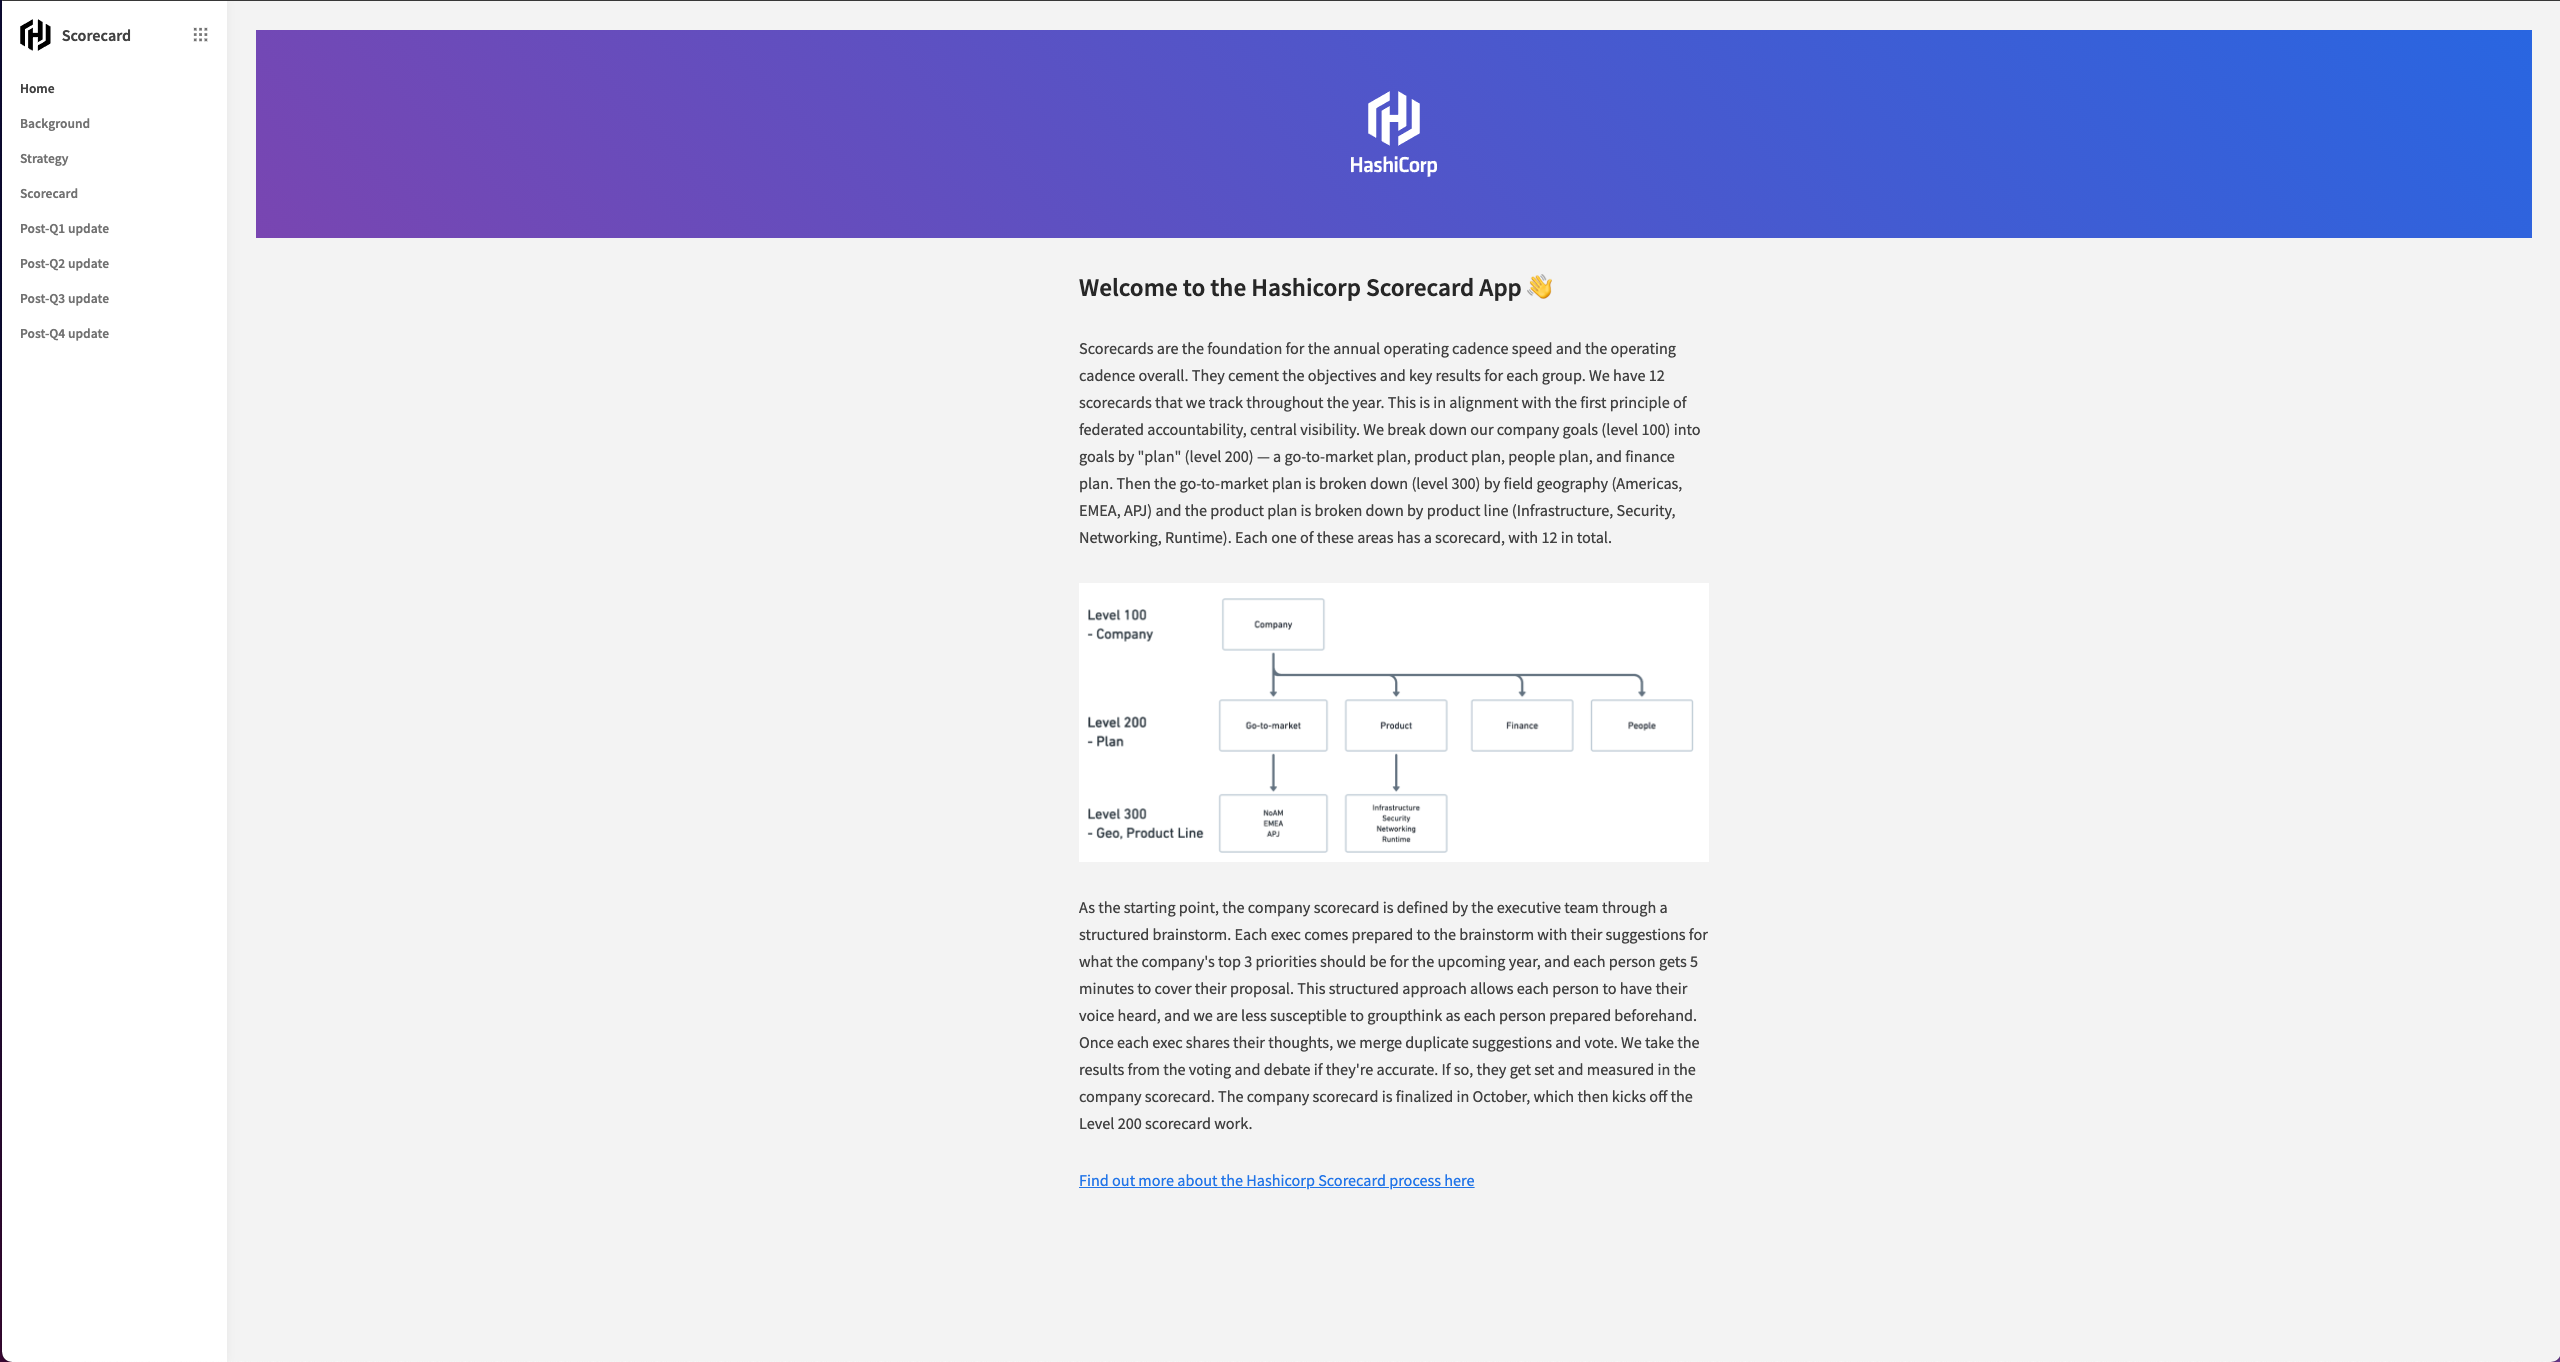 Scorecard
Home
Background
Strategy
Scorecard
Post-Q1 update
Post-Q2 update
Post-Q3 update
Post-Q4 update
HashiCorp
Welcome to the Hashicorp Scorecard App 👋
Scorecards are the foundation for the annual operating cadence speed and the operating
cadence overall. They cement the objectives and key results for each group. We have 12
scorecards that we track throughout the year. This is in alignment with the first principle of
federated accountability, central visibility. We break down our company goals (level 100) into
goals by "plan" (level 200) — a go-to-market plan, product plan, people plan, and finance
plan. Then the go-to-market plan is broken down (level 300) by field geography (Americas,
EMEA, APJ) and the product plan is broken down by product line (Infrastructure, Security,
Networking, Runtime). Each one of these areas has a scorecard, with 12 in total.
Level 100
- Company
Company
Level 200
- Plan
Go-to-market
Product
Finance
People
Level 300
- Geo, Product Line
NoAM
EMEA
APJ
Infrastructure
Security
Networking
Runtime
As the starting point, the company scorecard is defined by the executive team through a
structured brainstorm. Each exec comes prepared to the brainstorm with their suggestions for
what the company's top 3 priorities should be for the upcoming year, and each person gets 5
minutes to cover their proposal. This structured approach allows each person to have their
voice heard, and we are less susceptible to groupthink as each person prepared beforehand.
Once each exec shares their thoughts, we merge duplicate suggestions and vote. We take the
results from the voting and debate if they're accurate. If so, they get set and measured in the
company scorecard. The company scorecard is finalized in October, which then kicks off the
Level 200 scorecard work.
Find out more about the Hashicorp Scorecard process here